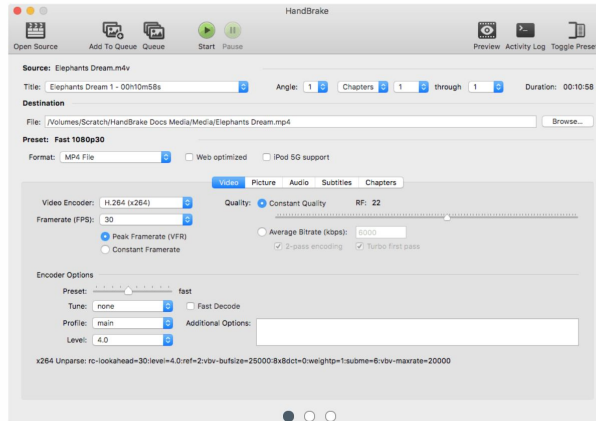 HandBrake
Open Source Add To Queue Queue Start Pause Preview Activity Log Toggle Prese
Source: Elephants Dream.m4v
Title: Elephants Dream 1 - 00h10m58s Angle: 1 Chapters 1 through 1 Duration: 00:10:58
Destination
File: /Volumes/Scratch/HandBrake Docs Media/Media/Elephants Dream.mp4 Browse...
Preset: Fast 1080p30
Format: MP4 File Web optimized iPod 5G support
Video Picture Audio Subtitles Chapters
Video Encoder: H.264 (x264) Quality: Constant Quality RF: 22
Framerate (FPS): 30
Average Bitrate (kbps): 6000
Peak Framerate (VFR)
2-pass encoding Turbo first pass
Constant Framerate
Encoder Options
Preset: fast
Tune: none Fast Decode
Profile: main Additional Options:
Level: 4.0
x264 Unparse: rc-lookahead=30:level=4.0:ref=2:vbv-bufsize=25000:8x8dct=0:weightp=1:subme=6:vbv-maxrate=20000